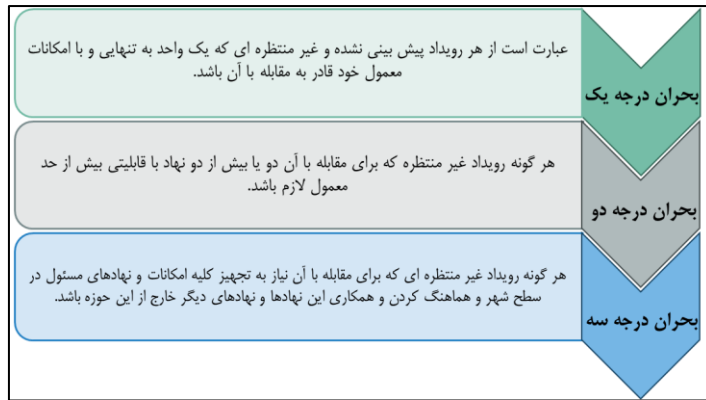 بحران درجه یک
عبارت است از هر رویداد پیش بینی نشده و غیر منتظره ای که یک واحد به تنهایی و با امکانات
معمول خود قادر به مقابله با آن باشد.
بحران درجه دو
هر گونه رویداد غیر منتظره که برای مقابله با آن دو یا بیش از دو نهاد با قابلیتی بیش از حد
معمول لازم باشد.
بحران درجه سه
هر گونه رویداد غیر منتظره ای که برای مقابله با آن نیاز به تجهیز کلیه امکانات و نهادهای مسئول در
سطح شهر و هماهنگ کردن و همکاری این نهادها و نهادهای دیگر خارج از این حوزه باشد.